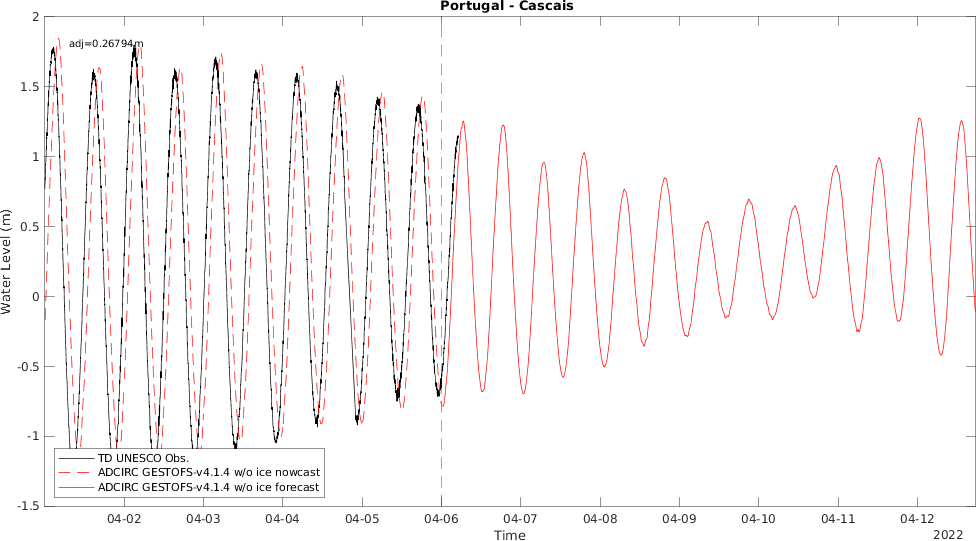 Portugal - Cascais
adj=0.26794m
2
1.5
1
0.5
0
-0.5
-1
-1.5
Water Level (m)
TD UNESCO Obs.
ADCIRC GESTOFS-v4.1.4 w/o ice nowcast
ADCIRC GESTOFS-v4.1.4 w/o ice forecast
04-02 04-03 04-04 04-05 04-06 04-07 04-08 04-09 04-10 04-11 04-12
Time
2022